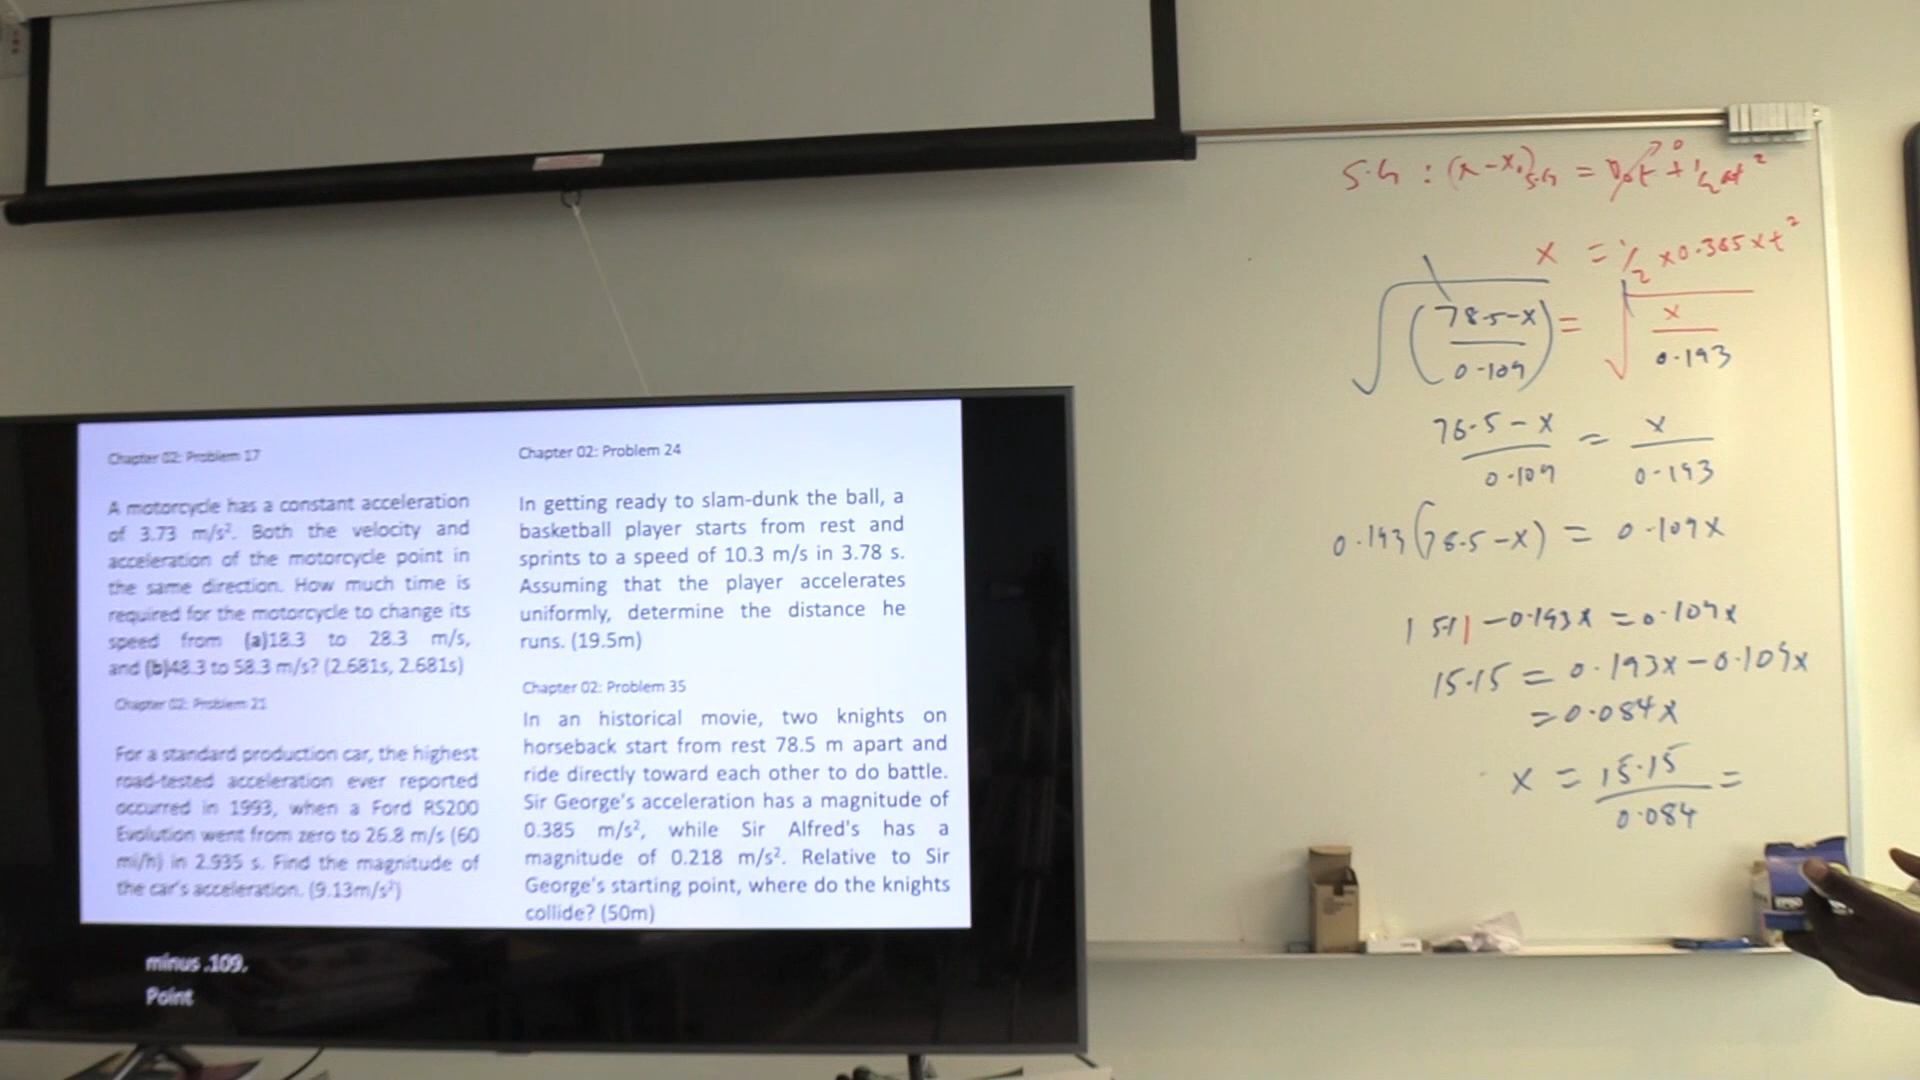 Chapter 02: Problem 17
A motorcycle has a constant acceleration
of 3.73 m/s². Both the velocity and
acceleration of the motorcycle point in
the same direction. How much time is
required for the motorcycle to change its
speed from (a)18.3 to 28.3 m/s,
and (b)48.3 to 58.3 m/s? (2.681s, 2.681s)
Chapter 02: Problem 21
For a standard production car, the highest
road-tested acceleration ever reported
occurred in 1993, when a Ford RS200
Evolution went from zero to 26.8 m/s (60
mi/h) in 2.935 s. Find the magnitude of
the car's acceleration. (9.13m/s²)
Chapter 02: Problem 24
In getting ready to slam-dunk the ball, a
basketball player starts from rest and
sprints to a speed of 10.3 m/s in 3.78 s.
Assuming that the player accelerates
uniformly, determine the distance he
runs. (19.5m)
Chapter 02: Problem 35
In an historical movie, two knights on
horseback start from rest 78.5 m apart and
ride directly toward each other to do battle.
Sir George's acceleration has a magnitude of
0.385 m/s², while Sir Alfred's has a
magnitude of 0.218 m/s². Relative to Sir
George's starting point, where do the knights
collide? (50m)
minus .109.
Point
S.G : (x-x₀)S.G = v₀t + ½at²
x = 1/2 x0.385xt²
√((78.5-x)/0.109) = √(x/0.193)
(78.5-x)/0.109 = x/0.193
0.193(78.5-x) = 0.109x
15.1|-0.193x = 0.109x
15.15 = 0.193x-0.109x
=0.084x
x = 15.15/0.084 =